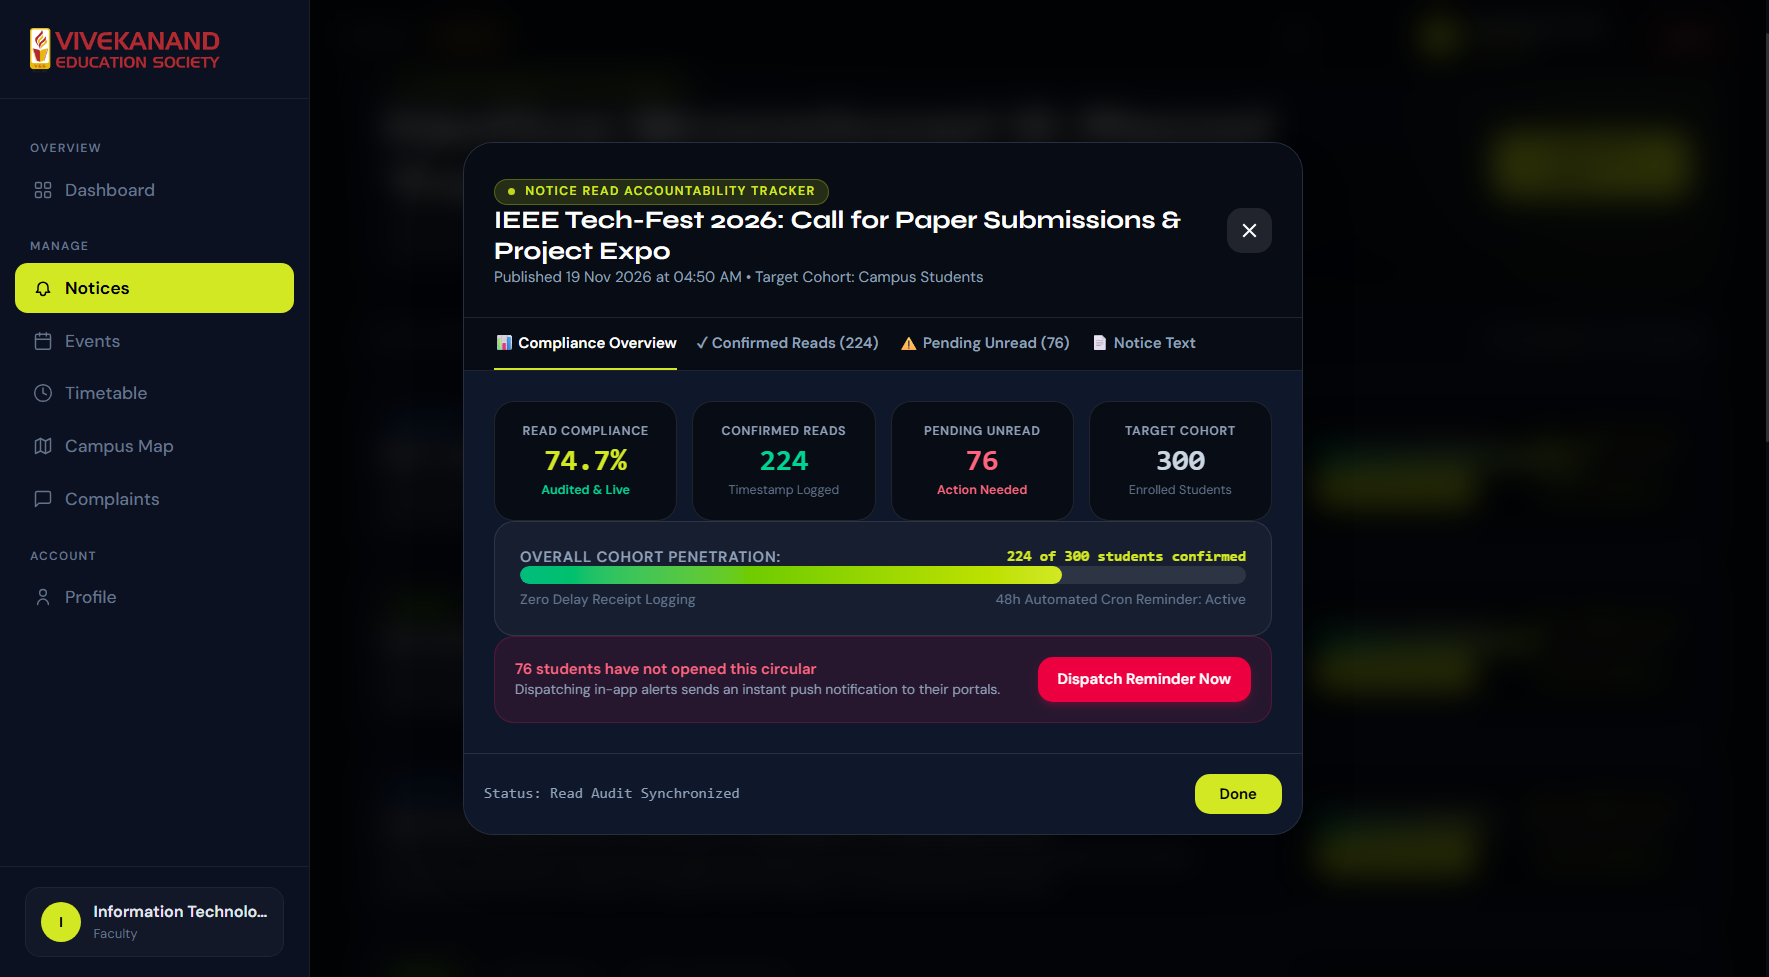 VIVEKANAND
EDUCATION SOCIETY
OVERVIEW
Dashboard
MANAGE
Notices
Events
Timetable
Campus Map
Complaints
ACCOUNT
Profile
I
Information Technolo...
Faculty
NOTICE READ ACCOUNTABILITY TRACKER
IEEE Tech-Fest 2026: Call for Paper Submissions &
Project Expo
Published 19 Nov 2026 at 04:50 AM • Target Cohort: Campus Students
Compliance Overview
✓ Confirmed Reads (224)
Pending Unread (76)
Notice Text
READ COMPLIANCE
74.7%
Audited & Live
CONFIRMED READS
224
Timestamp Logged
PENDING UNREAD
76
Action Needed
TARGET COHORT
300
Enrolled Students
OVERALL COHORT PENETRATION:
224 of 300 students confirmed
Zero Delay Receipt Logging
48h Automated Cron Reminder: Active
76 students have not opened this circular
Dispatching in-app alerts sends an instant push notification to their portals.
Dispatch Reminder Now
Status: Read Audit Synchronized
Done